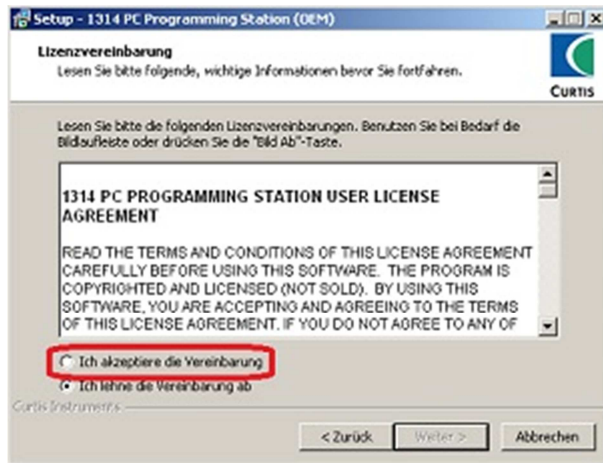 Setup - 1314 PC Programming Station (OEM)
Lizenzvereinbarung
Lesen Sie bitte folgende, wichtige Informationen bevor Sie fortfahren.
CURTIS
Lesen Sie bitte die folgenden Lizenzvereinbarungen. Benutzen Sie bei Bedarf die
Bildlaufleiste oder drücken Sie die "Bild Ab"-Taste.
1314 PC PROGRAMMING STATION USER LICENSE
AGREEMENT
READ THE TERMS AND CONDITIONS OF THIS LICENSE AGREEMENT
CAREFULLY BEFORE USING THIS SOFTWARE. THE PROGRAM IS
COPYRIGHTED AND LICENSED (NOT SOLD). BY USING THIS
SOFTWARE, YOU ARE ACCEPTING AND AGREEING TO THE TERMS
OF THIS LICENSE AGREEMENT. IF YOU DO NOT AGREE TO ANY OF
Ich akzeptiere die Vereinbarung
Ich lehne die Vereinbarung ab
Curtis Instruments
< Zurück
Weiter >
Abbrechen